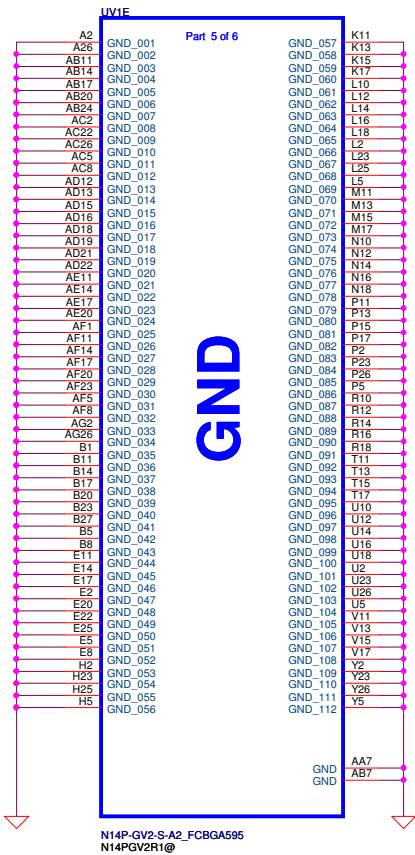 UV1E
Part 5 of 6
A2 GND_001 GND_057 K11
A26 GND_002 GND_058 K13
AB11 GND_003 GND_059 K15
AB14 GND_004 GND_060 K17
AB17 GND_005 GND_061 L10
AB20 GND_006 GND_062 L12
AB24 GND_007 GND_063 L14
AC2 GND_008 GND_064 L16
AC22 GND_009 GND_065 L18
AC26 GND_010 GND_066 L2
AC5 GND_011 GND_067 L23
AC8 GND_012 GND_068 L25
AD12 GND_013 GND_069 L5
AD13 GND_014 GND_070 M11
AD15 GND_015 GND_071 M13
AD16 GND_016 GND_072 M15
AD18 GND_017 GND_073 M17
AD19 GND_018 GND_074 N10
AD21 GND_019 GND_075 N12
AD22 GND_020 GND_076 N14
AE11 GND_021 GND_077 N16
AE14 GND_022 GND_078 N18
AE17 GND_023 GND_079 P11
AE20 GND_024 GND_080 P13
AF1 GND_025 GND_081 P15
AF11 GND_026 GND_082 P17
AF14 GND_027 GND_083 P2
AF17 GND_028 GND_084 P23
AF20 GND_029 GND_085 P26
AF23 GND_030 GND_086 P5
AF5 GND_031 GND_087 R10
AF8 GND_032 GND_088 R12
AG2 GND_033 GND_089 R14
AG26 GND_034 GND_090 R16
B1 GND_035 GND_091 R18
B11 GND_036 GND_092 T11
B14 GND_037 GND_093 T13
B17 GND_038 GND_094 T15
B20 GND_039 GND_095 T17
B23 GND_040 GND_096 U10
B27 GND_041 GND_097 U12
B5 GND_042 GND_098 U14
B8 GND_043 GND_099 U16
E11 GND_044 GND_100 U18
E14 GND_045 GND_101 U2
E17 GND_046 GND_102 U23
E2 GND_047 GND_103 U26
E20 GND_048 GND_104 U5
E22 GND_049 GND_105 V11
E25 GND_050 GND_106 V13
E5 GND_051 GND_107 V15
E8 GND_052 GND_108 V17
H2 GND_053 GND_109 Y2
H23 GND_054 GND_110 Y23
H25 GND_055 GND_111 Y26
H5 GND_056 GND_112 Y5
GND
GND AA7
GND AB7
N14P-GV2-S-A2_FCBGA595
N14PGV2R1@